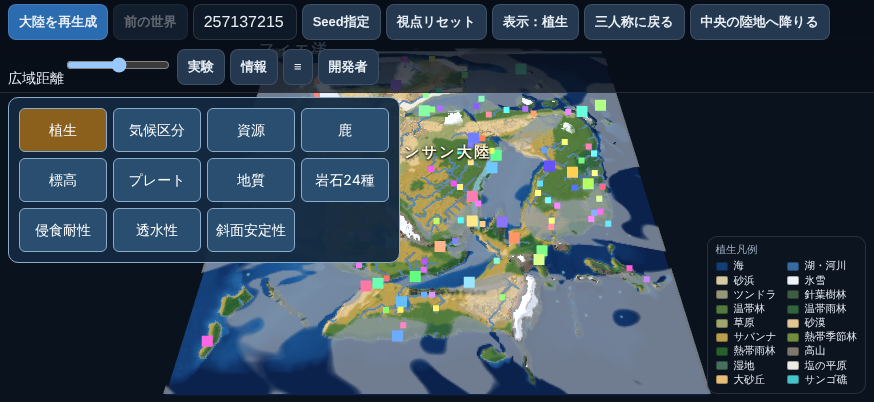 大陸を再生成 前の世界 257137215 Seed指定 視点リセット 表示：植生 三人称に戻る 中央の陸地へ降りる
広域距離 実験 情報 ≡ 開発者
植生 気候区分 資源 鹿
標高 プレート 地質 岩石24種
侵食耐性 透水性 斜面安定性
ンサン大陸
植生凡例
海 湖・河川
砂浜 氷雪
ツンドラ 針葉樹林
温帯林 温帯雨林
草原 砂漠
サバンナ 熱帯季節林
熱帯雨林 高山
湿地 塩の平原
大砂丘 サンゴ礁